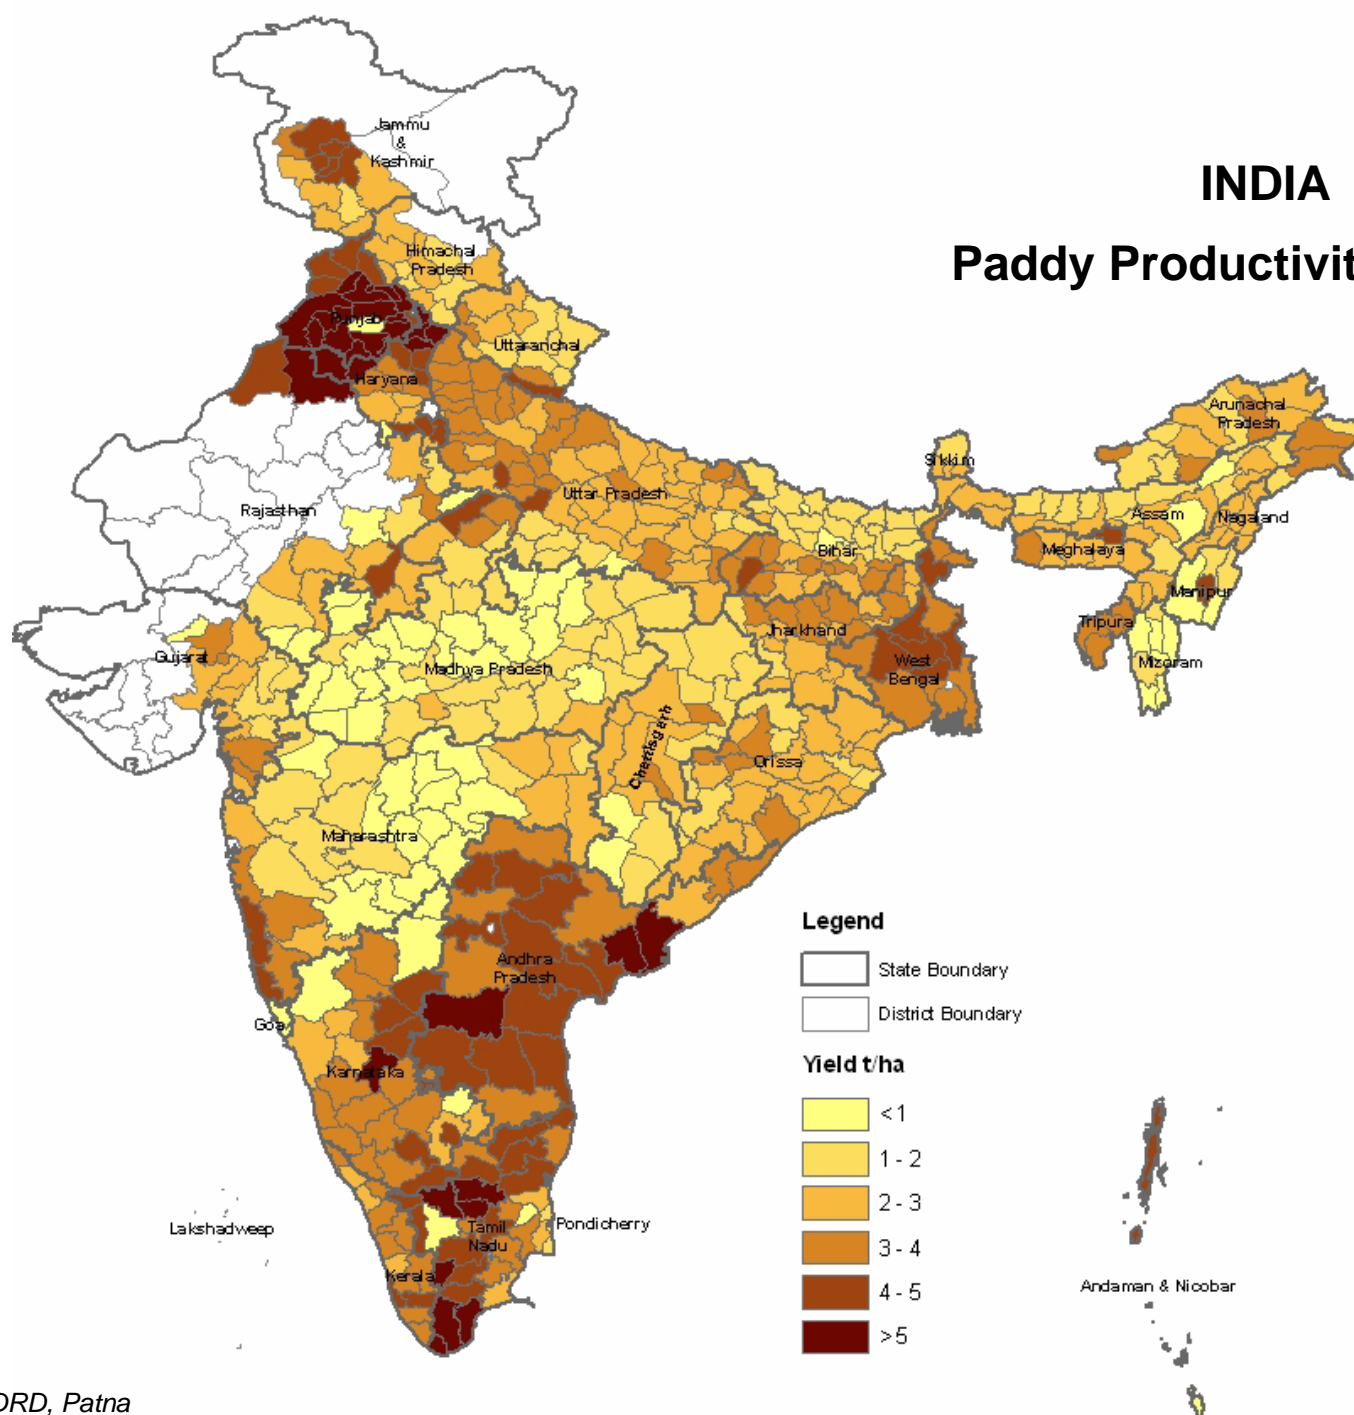 INDIA
Paddy Productivit
Jammu
&
Kashmir
Himachal
Pradesh
Punjab
Uttaranchal
Haryana
Arunachal
Pradesh
Sikkim
Rajasthan
Uttar Pradesh
Assam
Nagaland
Bihar
Meghalaya
Manipur
Gujarat
Jharkhand
Tripura
Madhya Pradesh
West
Bengal
Mizoram
Chettisgerh
Orissa
Maharashtra
Andhra
Pradesh
Goa
Karnataka
Lakshadweep
Tamil
Nadu
Pondicherry
Kerala
Andaman & Nicobar
Legend
State Boundary
District Boundary
Yield t/ha
<1
1 - 2
2 - 3
3 - 4
4 - 5
>5
DRD, Patna